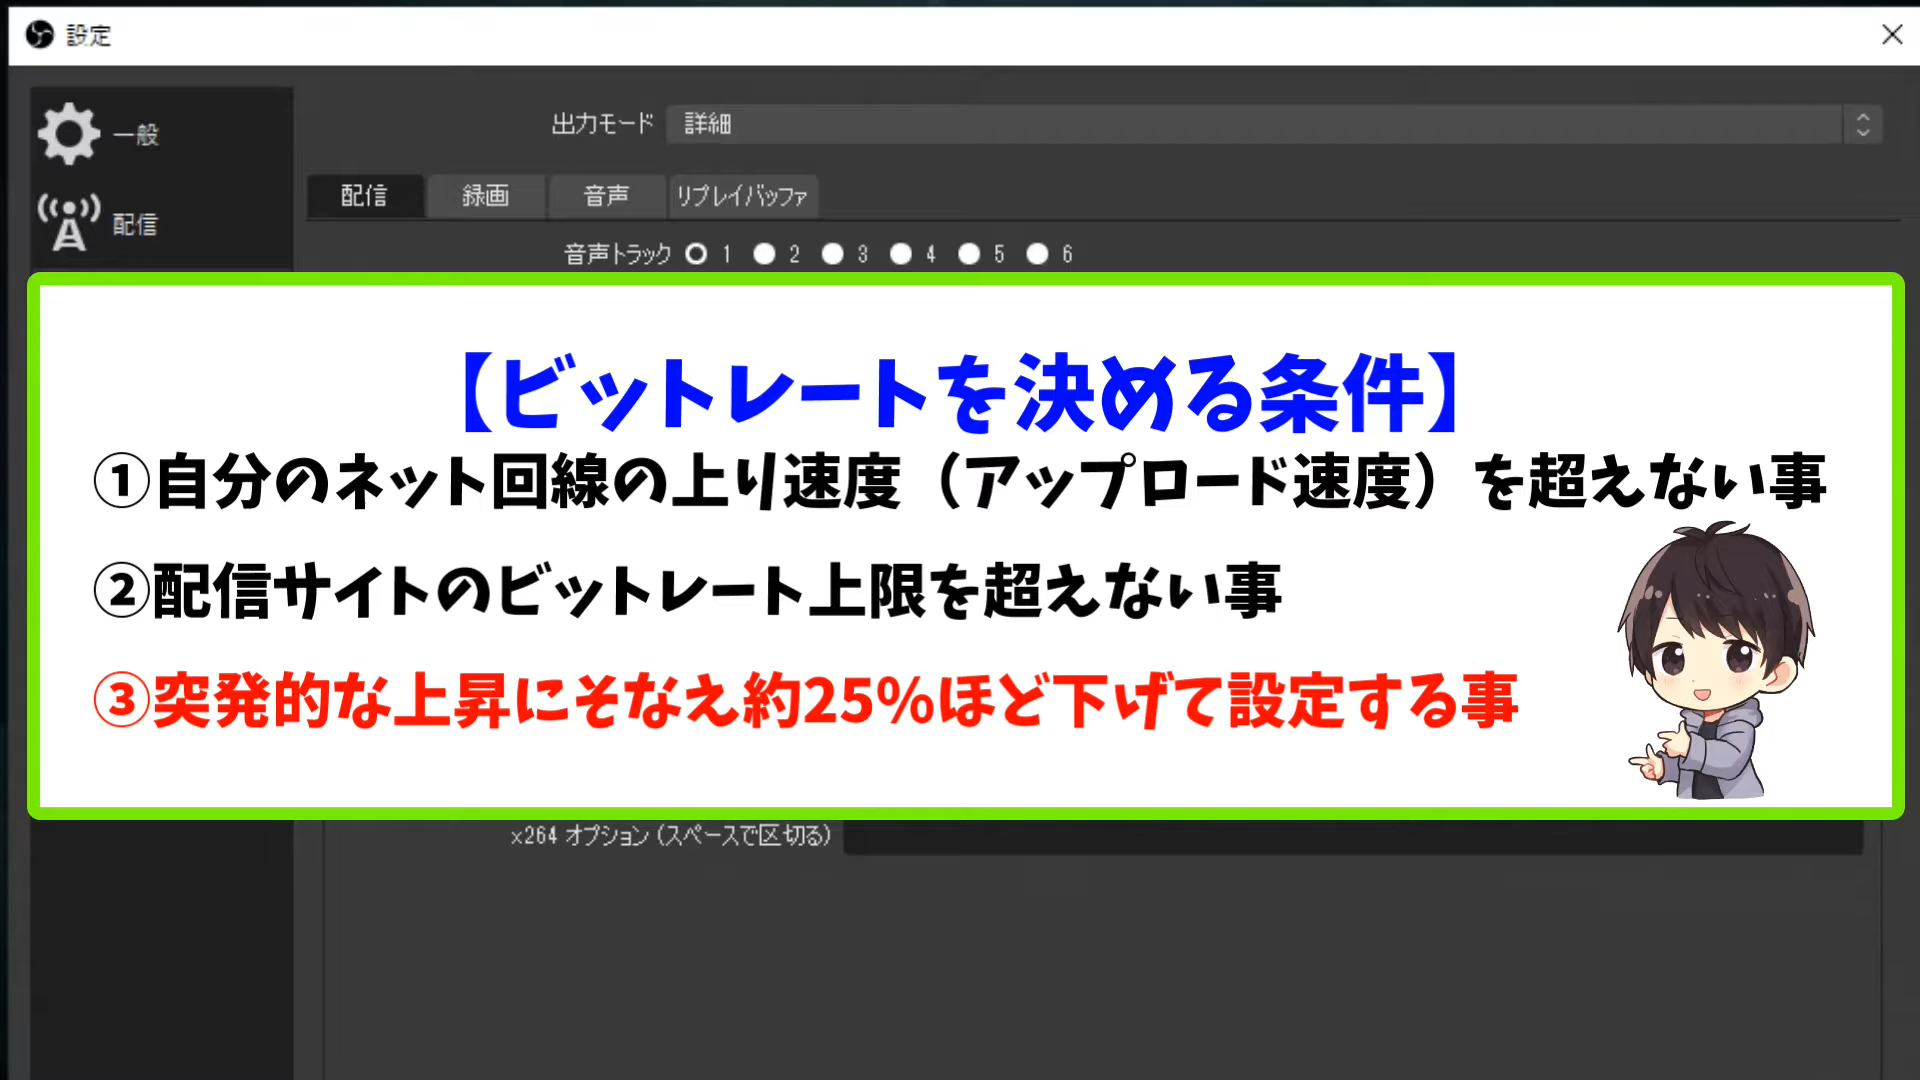 設定
一般
配信
出力モード 詳細
配信 録画 音声 リプレイバッファ
音声トラック 1 2 3 4 5 6
【ビットレートを決める条件】
①自分のネット回線の上り速度（アップロード速度）を超えない事
②配信サイトのビットレート上限を超えない事
③突発的な上昇にそなえ約25%ほど下げて設定する事
x264 オプション (スペースで区切る)